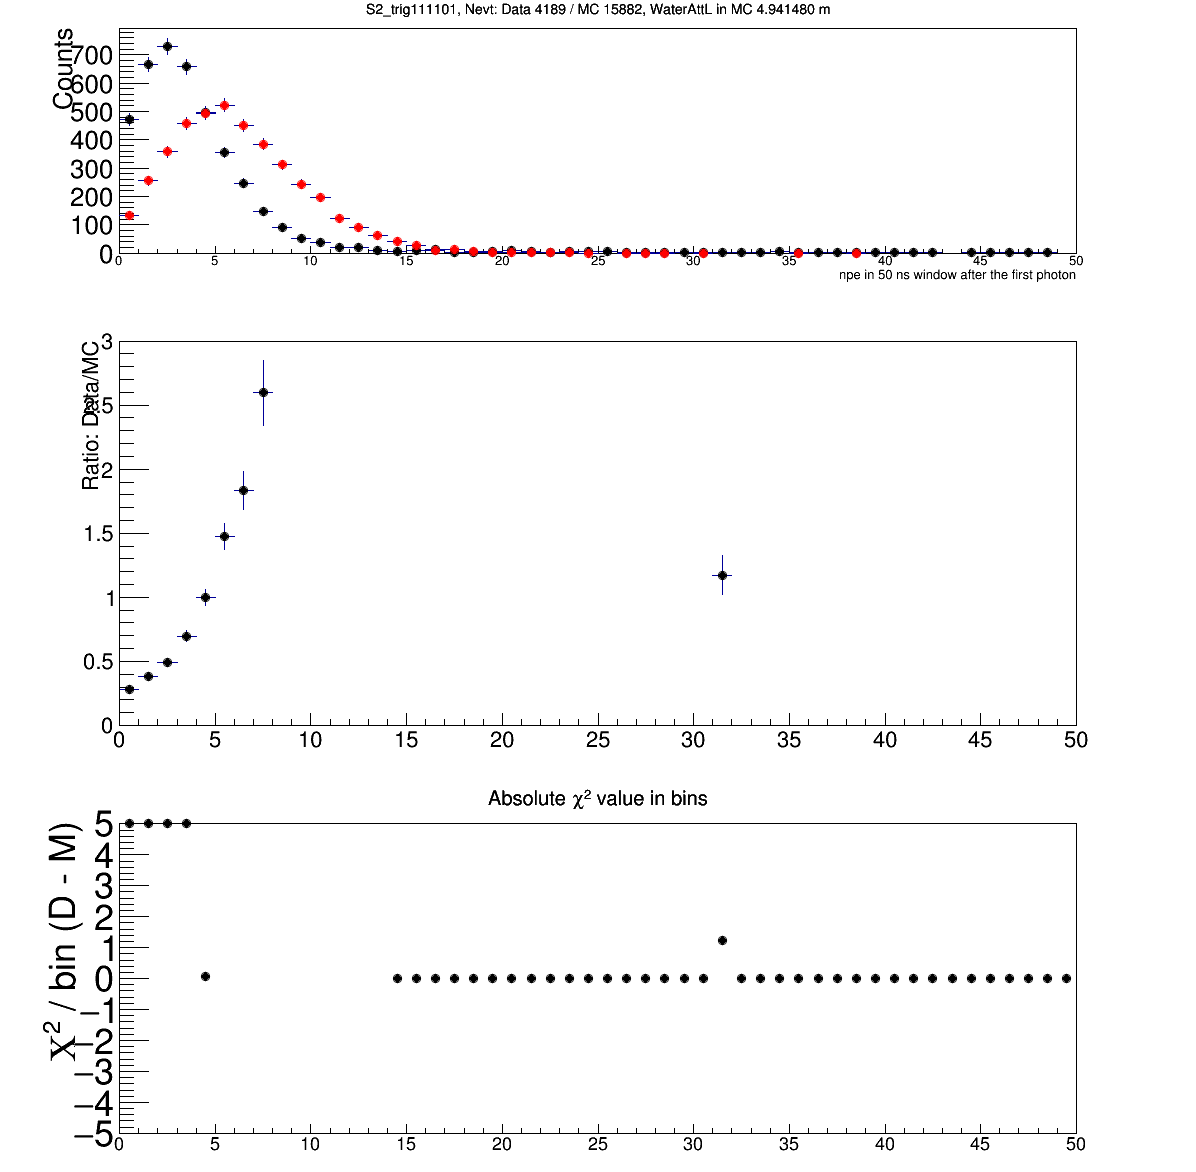 S2_trig111101, Nevt: Data 4189 / MC 15882, WaterAttL in MC 4.941480 m
Counts
700
600
500
400
300
200
100
0
0 5 10 15 20 25 30 35 40 45 50
npe in 50 ns window after the first photon
Ratio: Data/MC
3
2.5
2
1.5
1
0.5
0
0 5 10 15 20 25 30 35 40 45 50
Absolute χ² value in bins
Χ² / bin (D - M)
5
4
3
2
1
0
−1
−2
−3
−4
−5
0 5 10 15 20 25 30 35 40 45 50